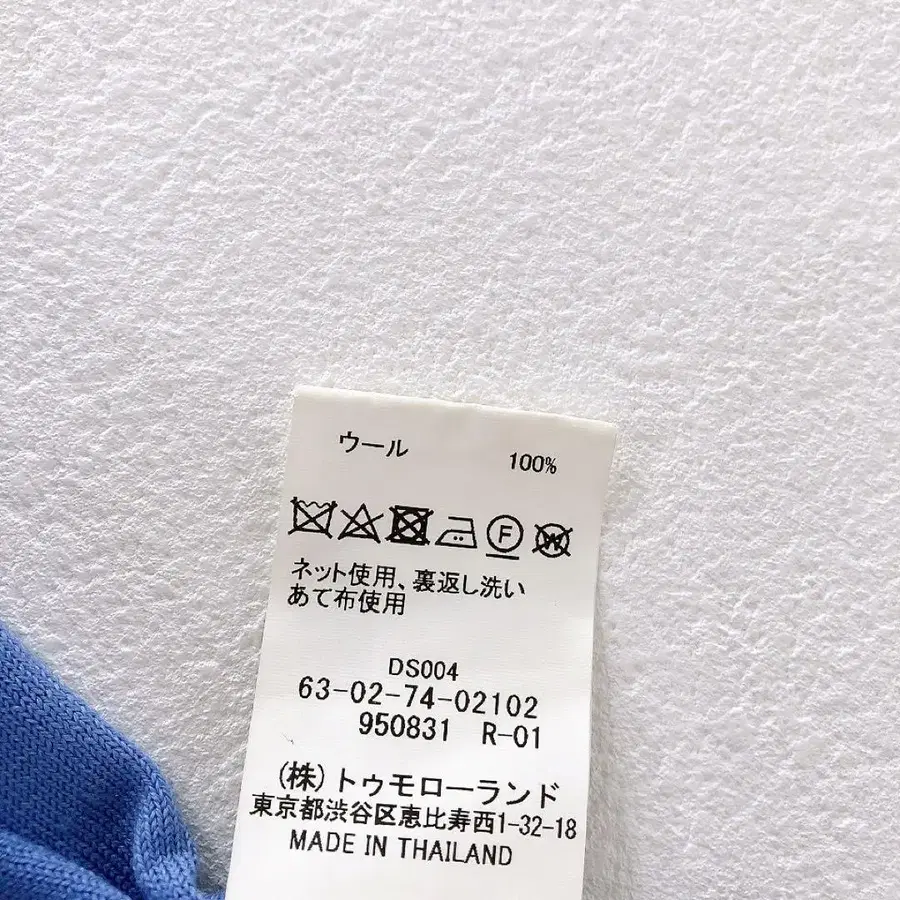 ウール 100%
F W
ネット使用、裏返し洗い
あて布使用
DS004
63-02-74-02102
950831 R-01
(株)トゥモローランド
東京都渋谷区恵比寿西1-32-18
MADE IN THAILAND